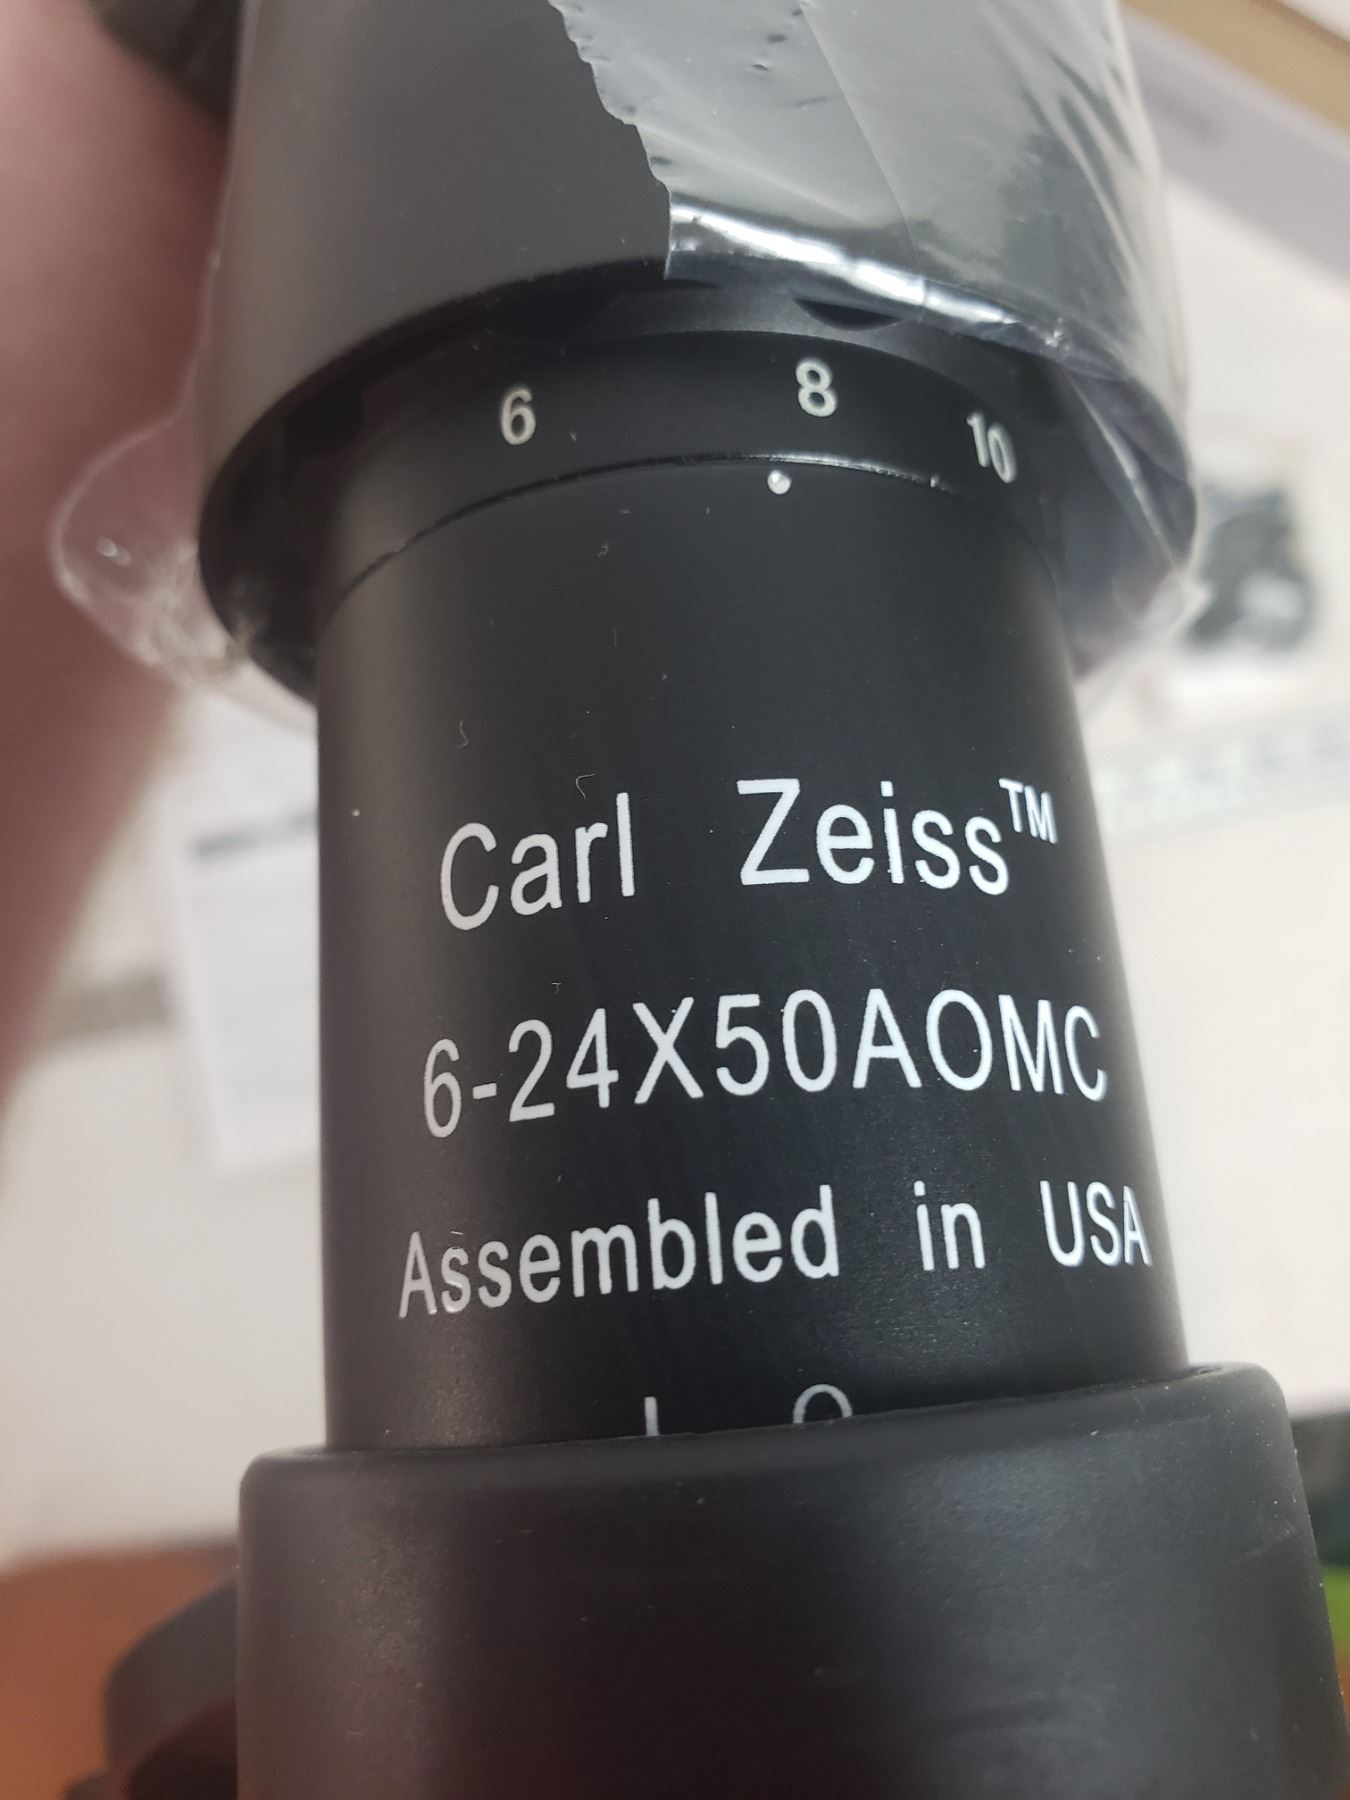 6 8 10
Carl Zeiss™
6-24X50AOMC
Assembled in USA